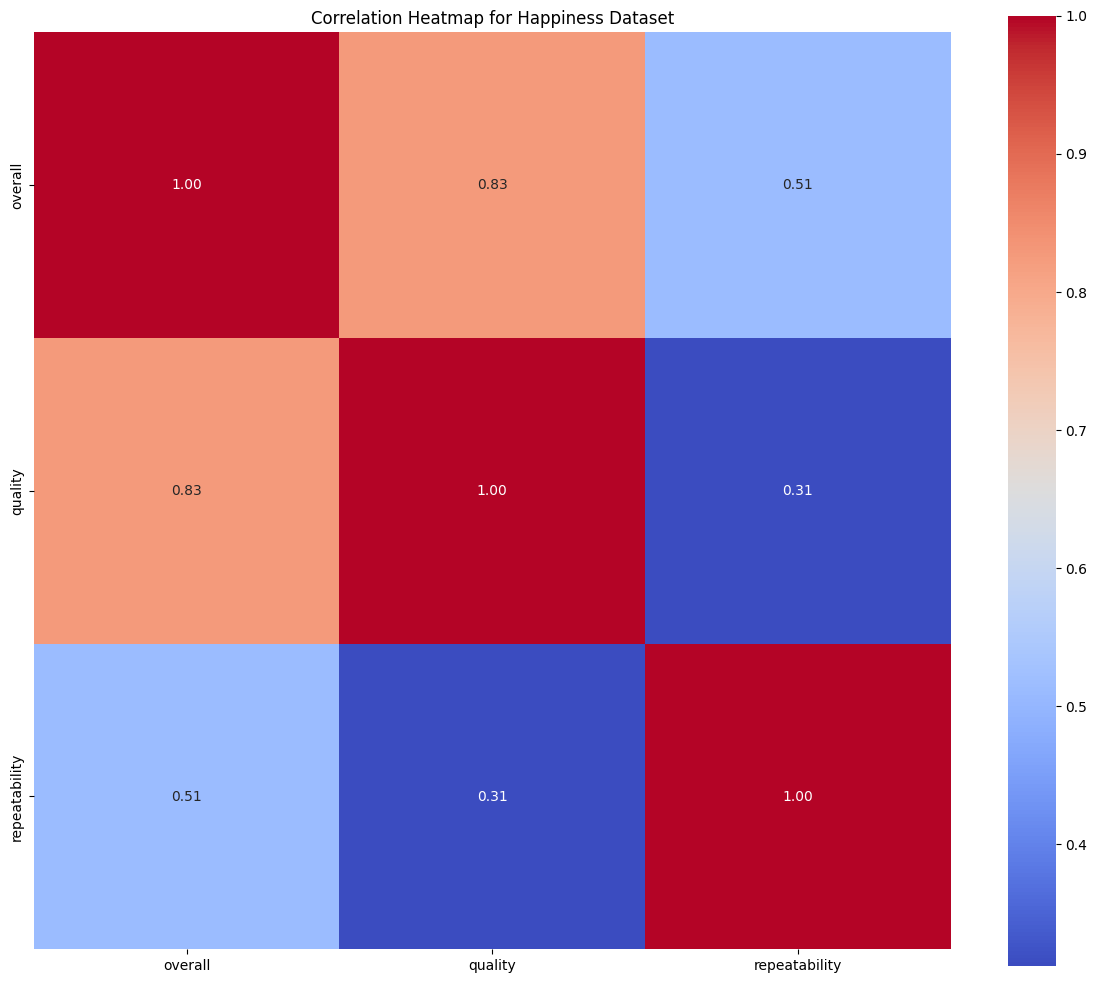 Correlation Heatmap for Happiness Dataset
overall
1.00
0.83
0.51
quality
0.83
1.00
0.31
repeatability
0.51
0.31
1.00
overall
quality
repeatability
1.0
0.9
0.8
0.7
0.6
0.5
0.4